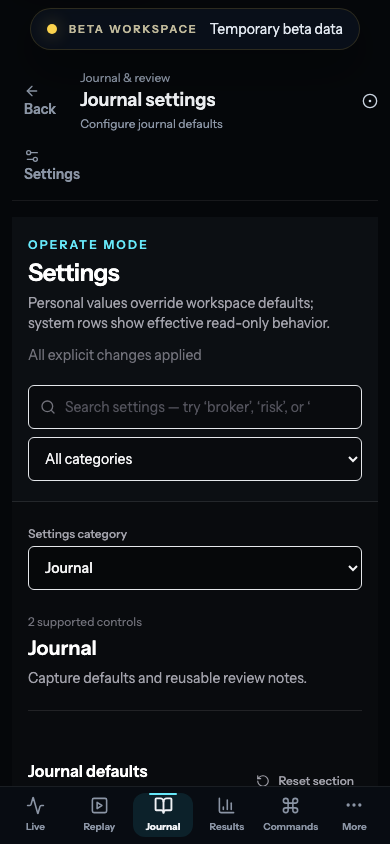 BETA WORKSPACE Temporary beta data
Journal & review
Back
Journal settings
Configure journal defaults
Settings
OPERATE MODE
Settings
Personal values override workspace defaults;
system rows show effective read-only behavior.
All explicit changes applied
Search settings — try ‘broker’, ‘risk’, or ‘
All categories
Settings category
Journal
2 supported controls
Journal
Capture defaults and reusable review notes.
Journal defaults
Reset section
Live
Replay
Journal
Results
Commands
More